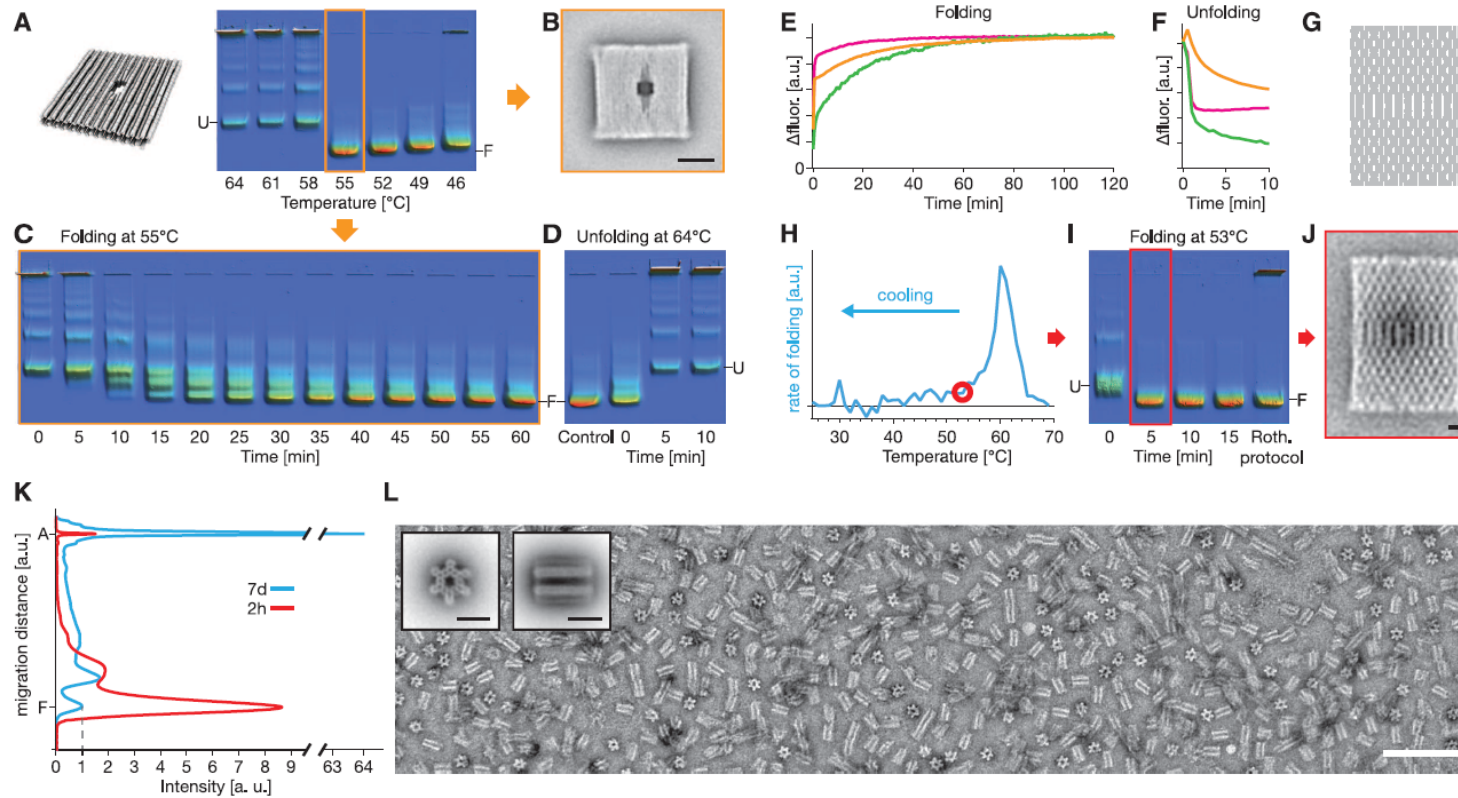 A
U
F
64 61 58 55 52 49 46
Temperature [°C]
B
C
Folding at 55°C
U
F
0 5 10 15 20 25 30 35 40 45 50 55 60
Time [min]
D
Unfolding at 64°C
Control 0 5 10
Time [min]
E
Folding
Δfluor. [a.u.]
0
0 20 40 60 80 100 120
Time [min]
F
Unfolding
Δfluor. [a.u.]
0 10
Time [min]
G
H
rate of folding [a.u.]
cooling
30 40 50 60 70
Temperature [°C]
I
Folding at 53°C
U
F
0 5 10 15 Roth.
Time [min] protocol
J
K
migration distance [a.u.]
A
F
7d
2h
0 1 2 3 4 5 6 7 8 9 63 64
Intensity [a. u.]
L